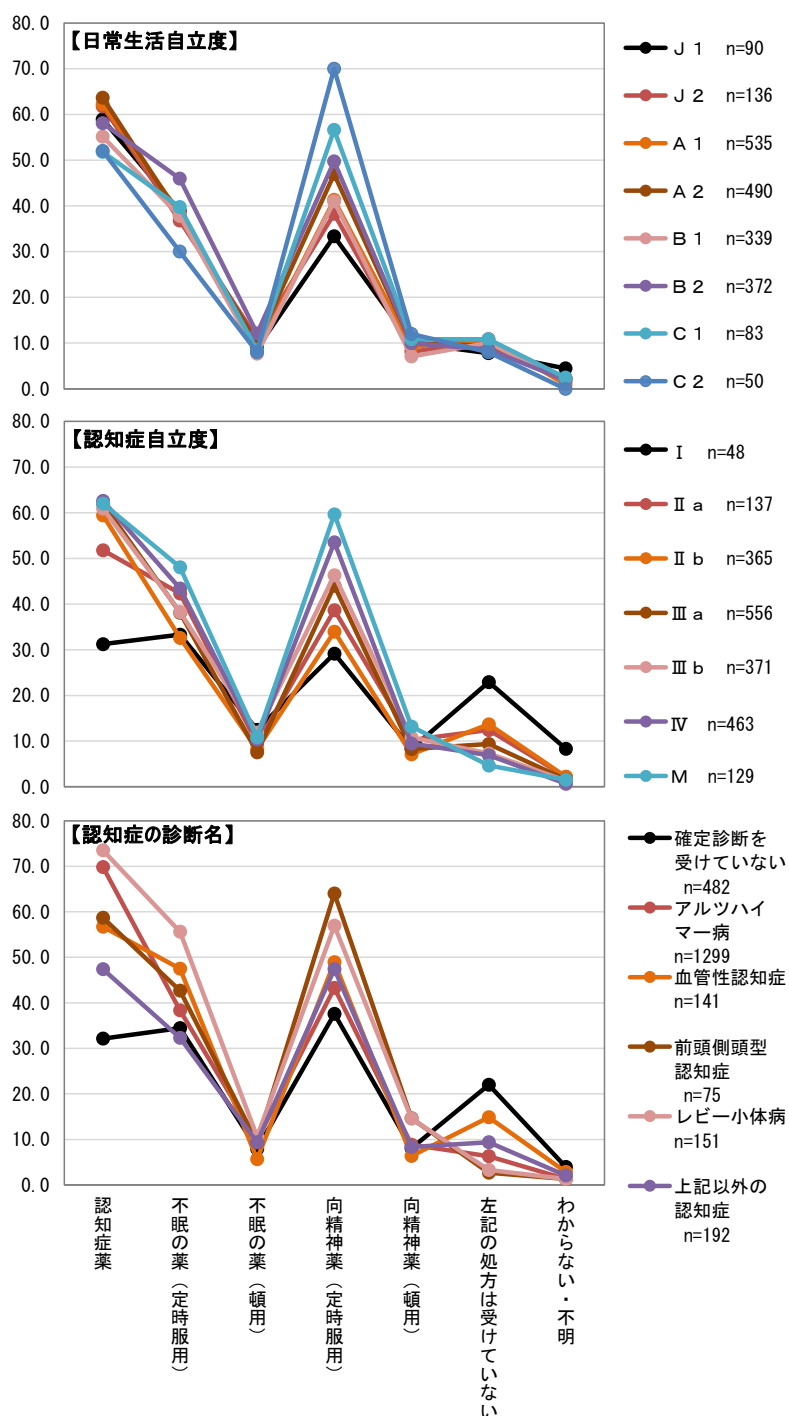 【日常生活自立度】
80.0
70.0
60.0
50.0
40.0
30.0
20.0
10.0
0.0
Ｊ１ n=90
Ｊ２ n=136
Ａ１ n=535
Ａ２ n=490
Ｂ１ n=339
Ｂ２ n=372
Ｃ１ n=83
Ｃ２ n=50
【認知症自立度】
80.0
70.0
60.0
50.0
40.0
30.0
20.0
10.0
0.0
Ⅰ n=48
Ⅱａ n=137
Ⅱｂ n=365
Ⅲａ n=556
Ⅲｂ n=371
Ⅳ n=463
Ｍ n=129
【認知症の診断名】
80.0
70.0
60.0
50.0
40.0
30.0
20.0
10.0
0.0
確定診断を
受けていない
n=482
アルツハイ
マー病
n=1299
血管性認知症
n=141
前頭側頭型
認知症
n=75
レビー小体病
n=151
上記以外の
認知症
n=192
認知症薬
不眠の薬（定時服用）
不眠の薬（頓用）
向精神薬（定時服用）
向精神薬（頓用）
左記の処方は受けていない
わからない・不明